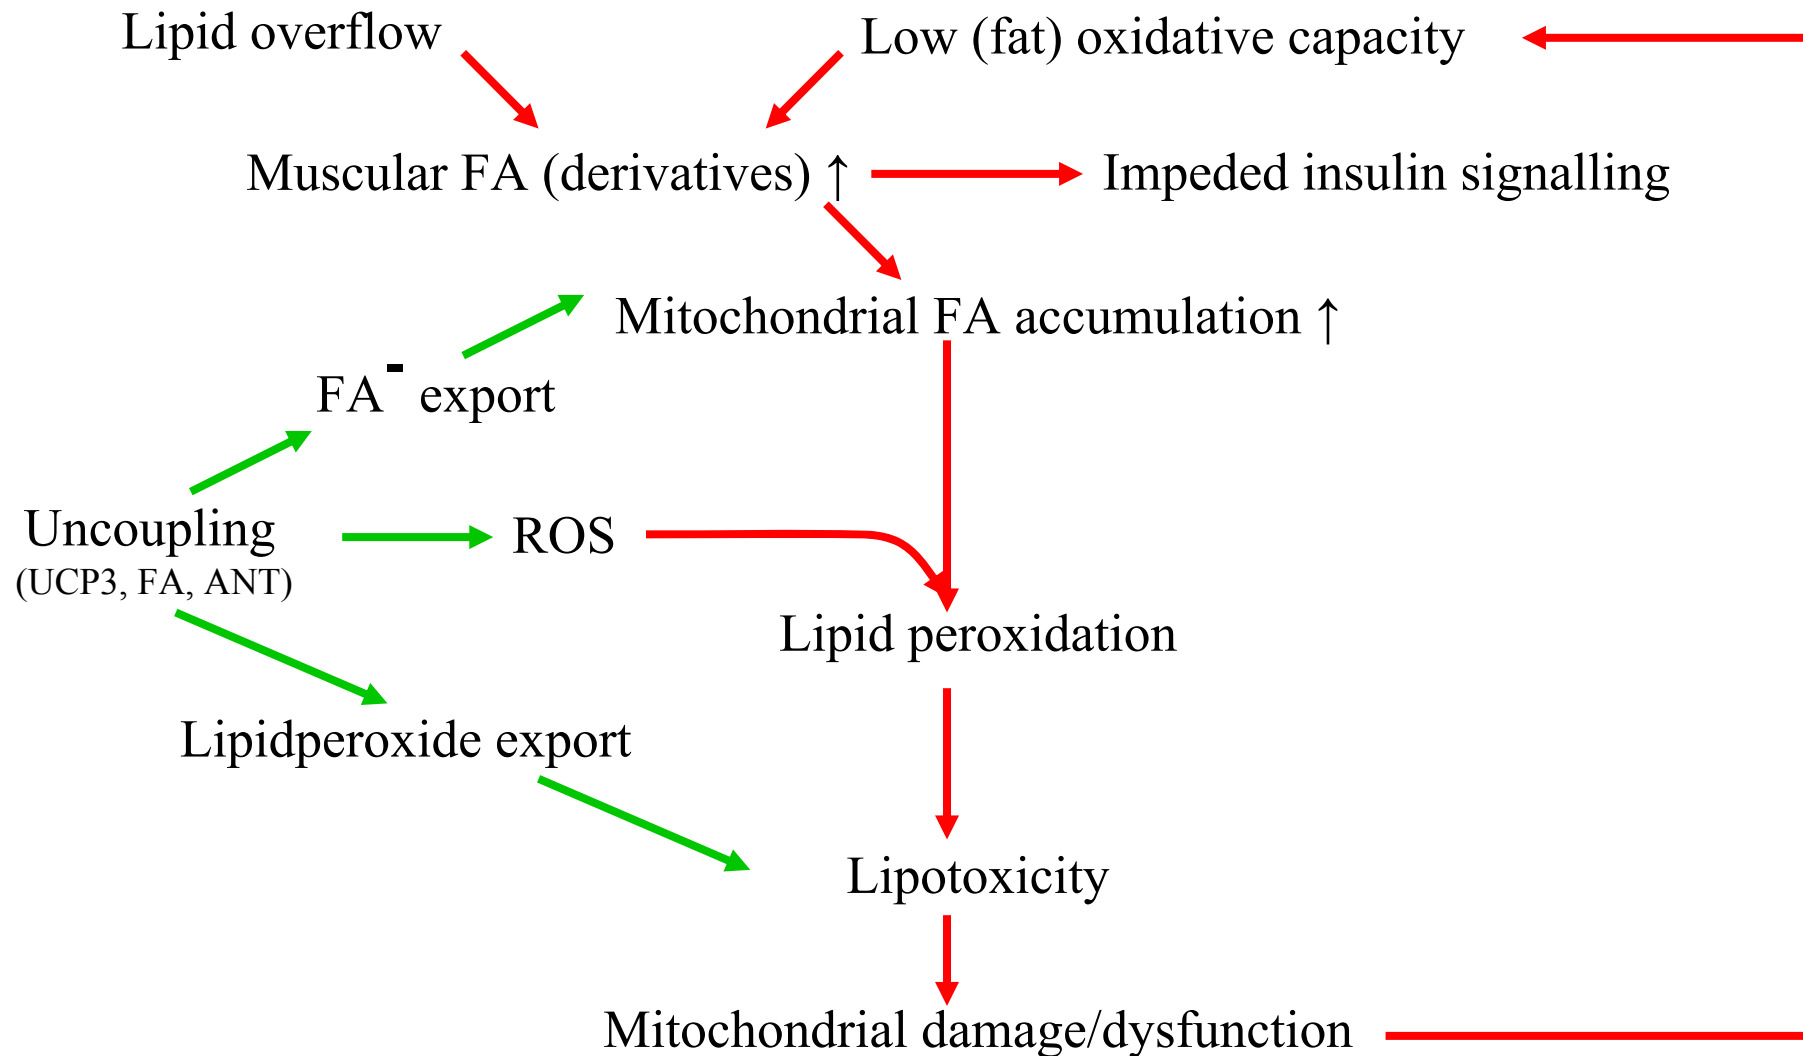 Lipid overflow
Low (fat) oxidative capacity
Muscular FA (derivatives) ↑
Impeded insulin signalling
Mitochondrial FA accumulation ↑
FA⁻ export
Uncoupling
(UCP3, FA, ANT)
ROS
Lipid peroxidation
Lipidperoxide export
Lipotoxicity
Mitochondrial damage/dysfunction